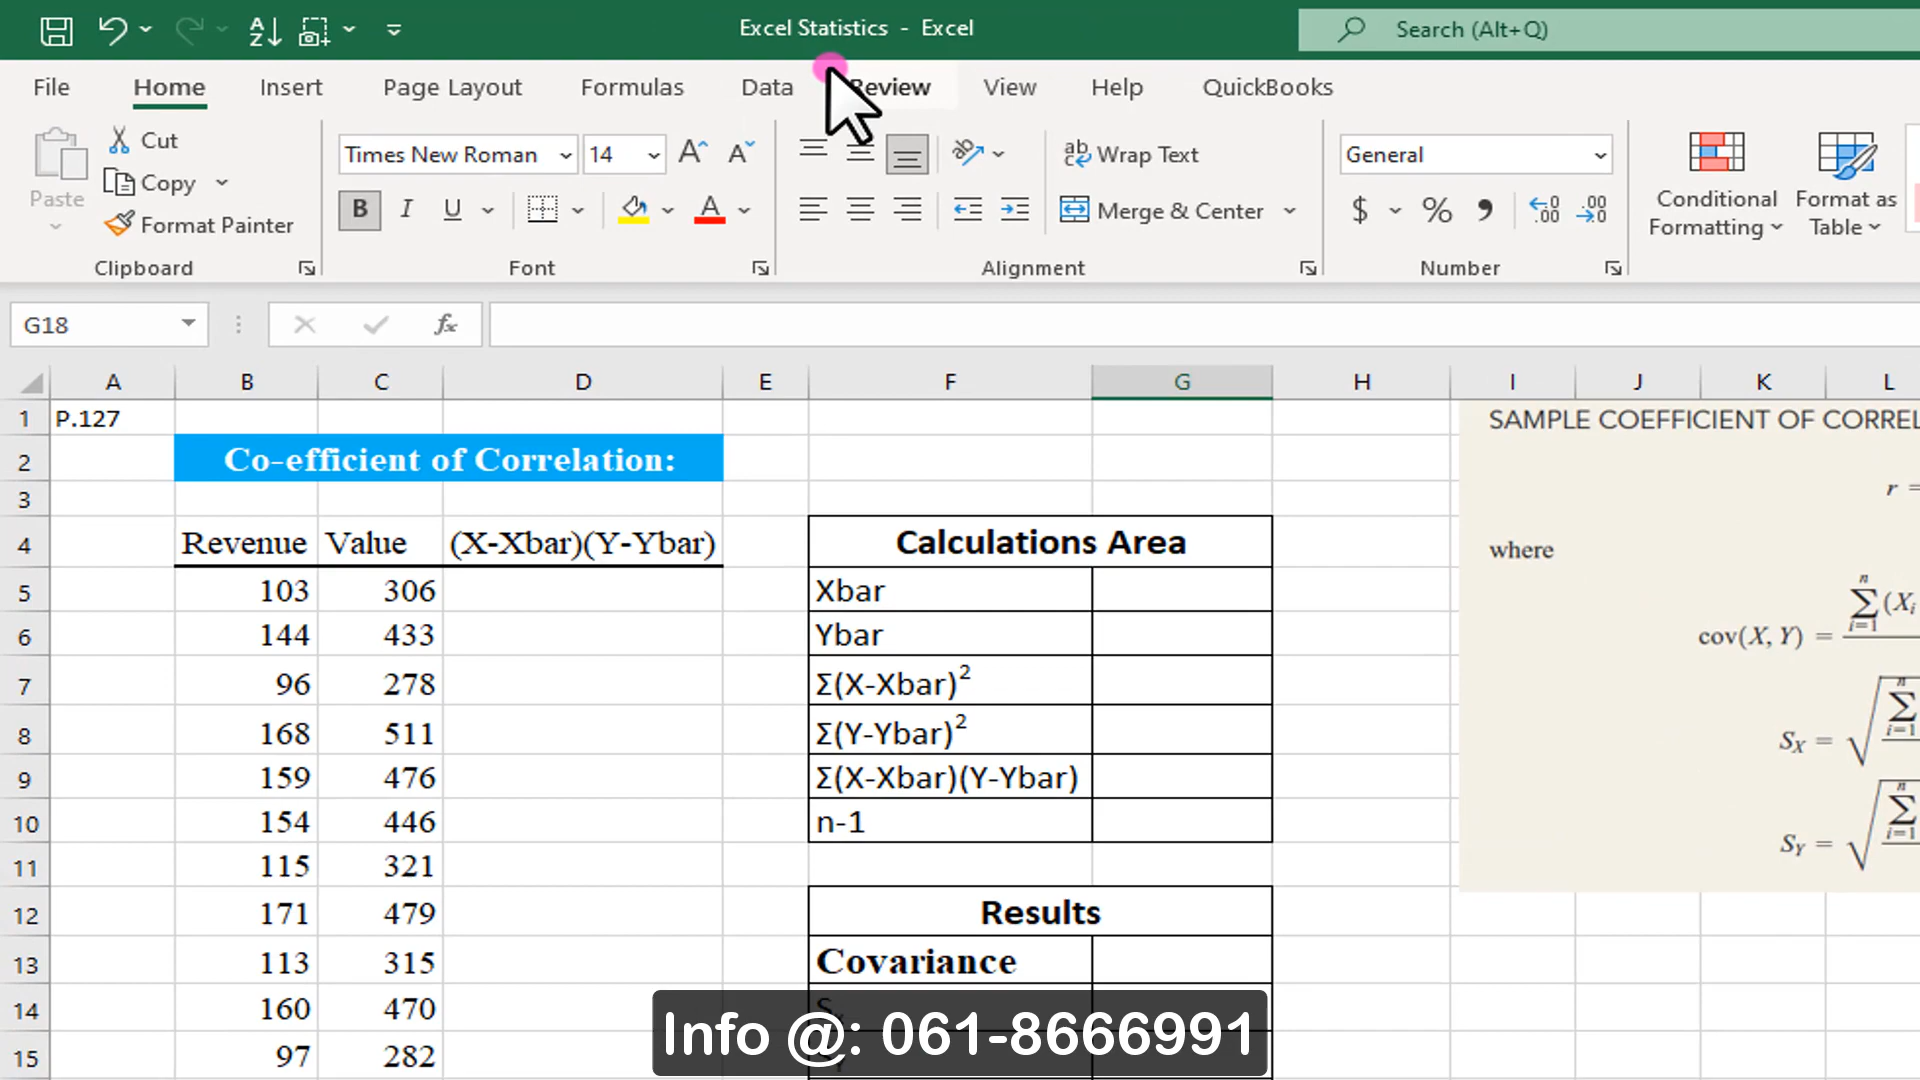 Excel Statistics - Excel
Search (Alt+Q)
File Home Insert Page Layout Formulas Data Review View Help QuickBooks
Paste
Cut
Copy
Format Painter
Clipboard
Times New Roman 14
B I U
Font
Wrap Text
Merge & Center
Alignment
General
$ % 9
Number
Conditional Formatting
Format as Table
G18
fx
A B C D E F G H I J K L
1 P.127 SAMPLE COEFFICIENT OF CORREL
2 Co-efficient of Correlation:
3 r =
4 Revenue Value (X-Xbar)(Y-Ybar) Calculations Area where
5 103 306 Xbar
6 144 433 Ybar
cov(X, Y) = n Σ i=1 (Xi
7 96 278 Σ(X-Xbar)²
8 168 511 Σ(Y-Ybar)²
SX = √ n Σ i=1
9 159 476 Σ(X-Xbar)(Y-Ybar)
10 154 446 n-1
SY = √ n Σ i=1
11 115 321
12 171 479 Results
13 113 315 Covariance
14 160 470
15 97 282
Info @: 061-8666991